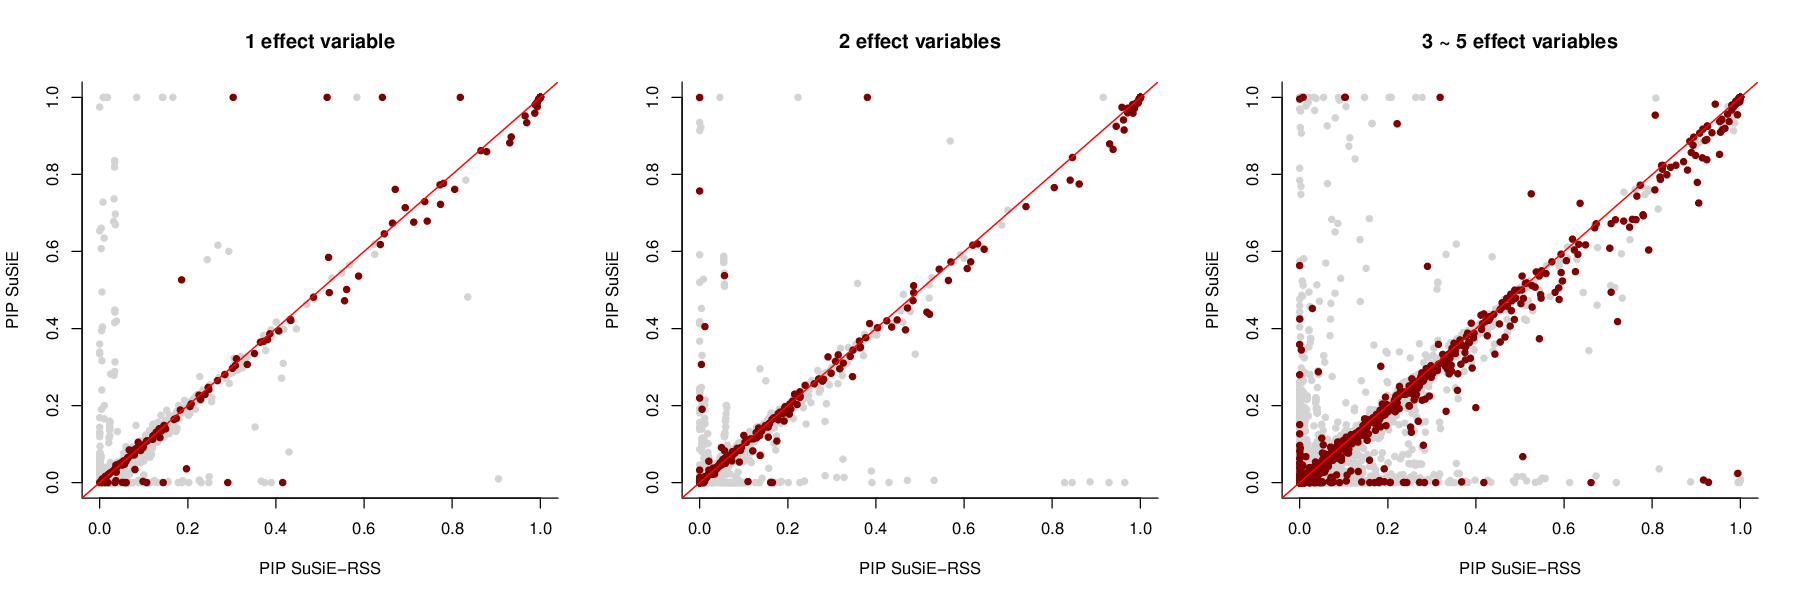 1 effect variable
PIP SuSiE
1.0
0.8
0.6
0.4
0.2
0.0
0.0 0.2 0.4 0.6 0.8 1.0
PIP SuSiE−RSS
2 effect variables
PIP SuSiE
1.0
0.8
0.6
0.4
0.2
0.0
0.0 0.2 0.4 0.6 0.8 1.0
PIP SuSiE−RSS
3 ~ 5 effect variables
PIP SuSiE
1.0
0.8
0.6
0.4
0.2
0.0
0.0 0.2 0.4 0.6 0.8 1.0
PIP SuSiE−RSS